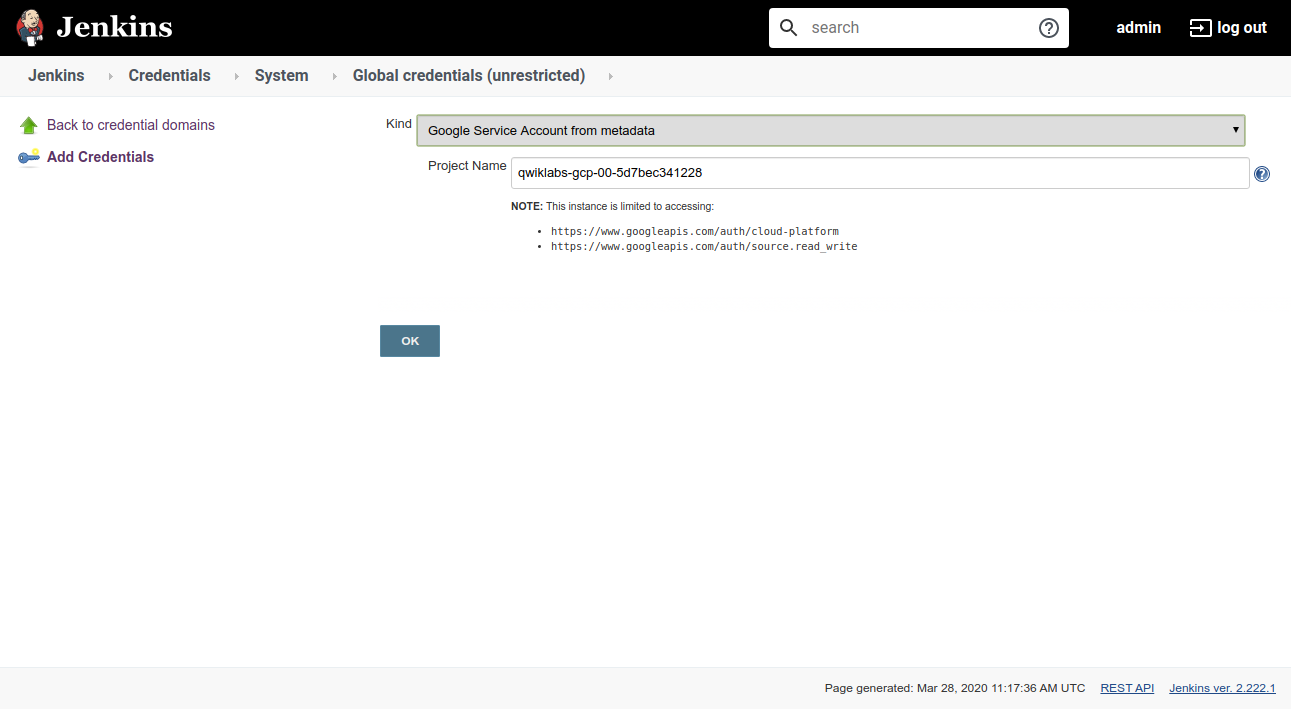 Jenkins
search
admin
log out
Jenkins
Credentials
System
Global credentials (unrestricted)
Back to credential domains
Add Credentials
Kind
Google Service Account from metadata
Project Name
qwiklabs-gcp-00-5d7bec341228
NOTE: This instance is limited to accessing:
• https://www.googleapis.com/auth/cloud-platform
• https://www.googleapis.com/auth/source.read_write
OK
Page generated: Mar 28, 2020 11:17:36 AM UTC
REST API
Jenkins ver. 2.222.1